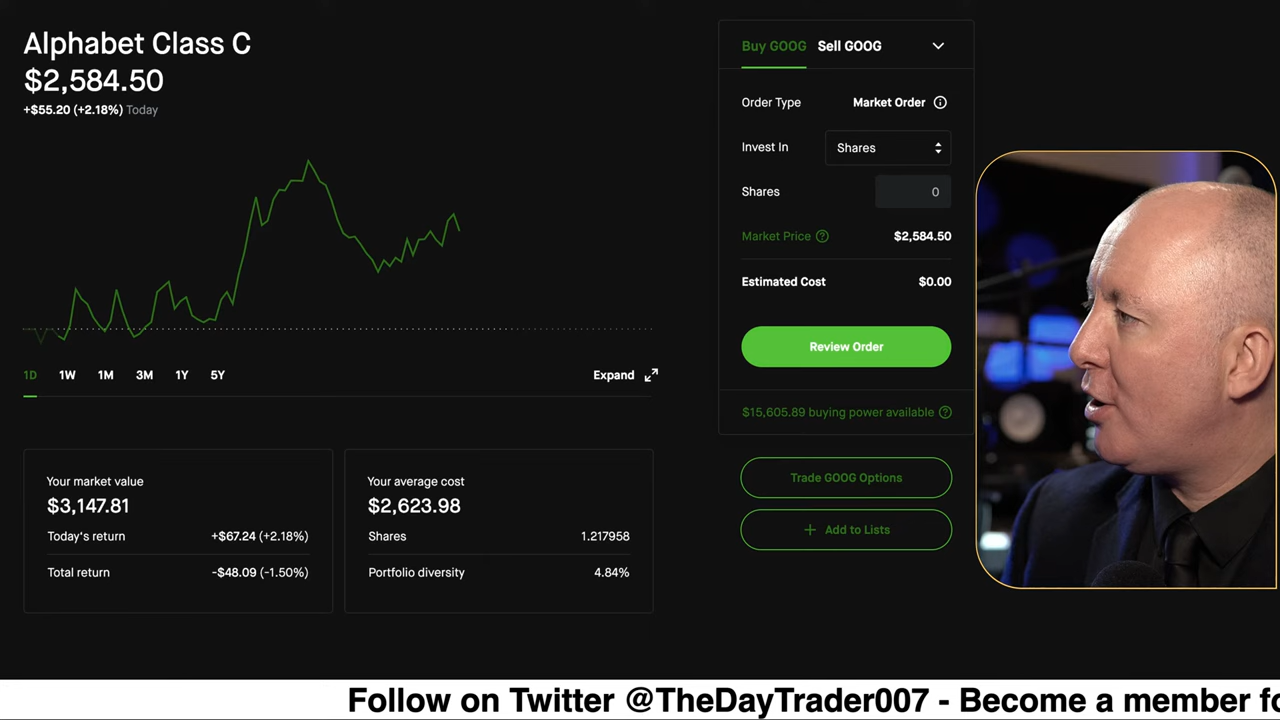 Alphabet Class C
$2,584.50
+$55.20 (+2.18%) Today
1D 1W 1M 3M 1Y 5Y Expand
Your market value
$3,147.81
Today's return +$67.24 (+2.18%)
Total return -$48.09 (-1.50%)
Your average cost
$2,623.98
Shares 1.217958
Portfolio diversity 4.84%
Buy GOOG Sell GOOG
Order Type Market Order
Invest In Shares
Shares 0
Market Price $2,584.50
Estimated Cost $0.00
Review Order
$15,605.89 buying power available
Trade GOOG Options
+ Add to Lists
Follow on Twitter @TheDayTrader007 - Become a member fo